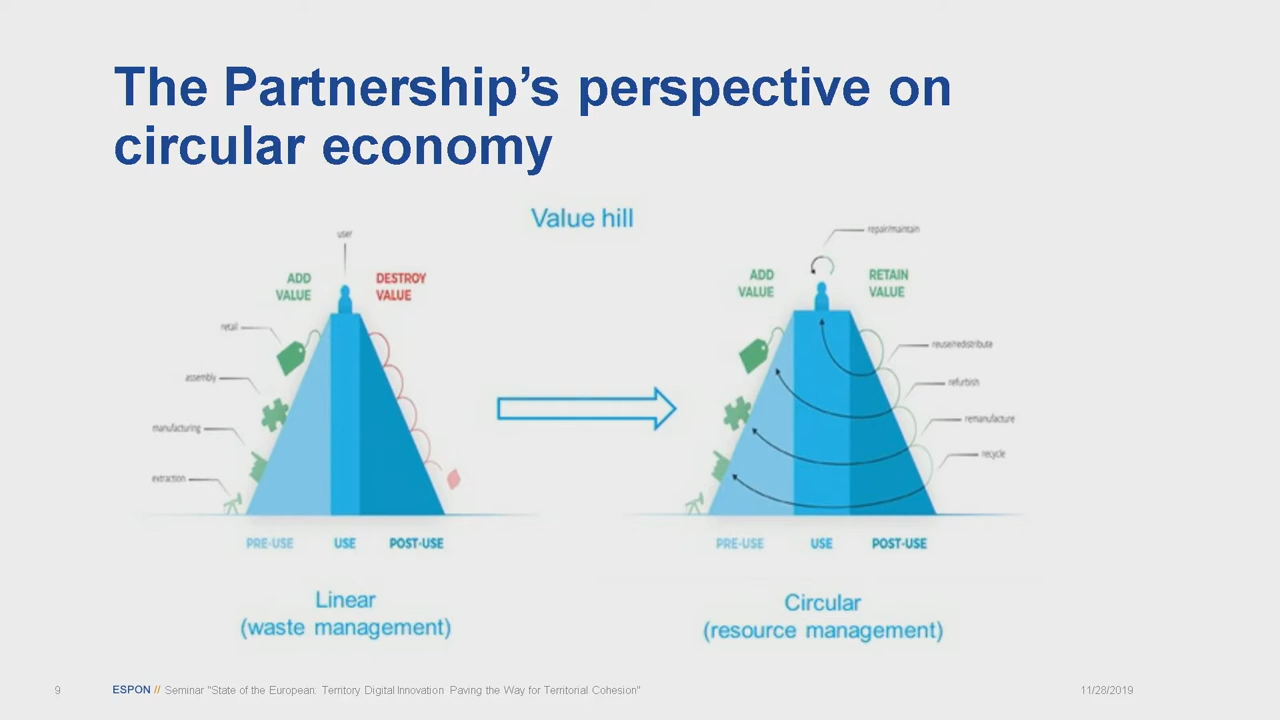 The Partnership’s perspective on
circular economy
Value hill
user
ADD
VALUE
DESTROY
VALUE
retail
assembly
manufacturing
extraction
PRE-USE
USE
POST-USE
Linear
(waste management)
repair/maintain
ADD
VALUE
RETAIN
VALUE
reuse/redistribute
refurbish
remanufacture
recycle
PRE-USE
USE
POST-USE
Circular
(resource management)
9
ESPON // Seminar "State of the European Territory Digital Innovation Paving the Way for Territorial Cohesion"
11/28/2019